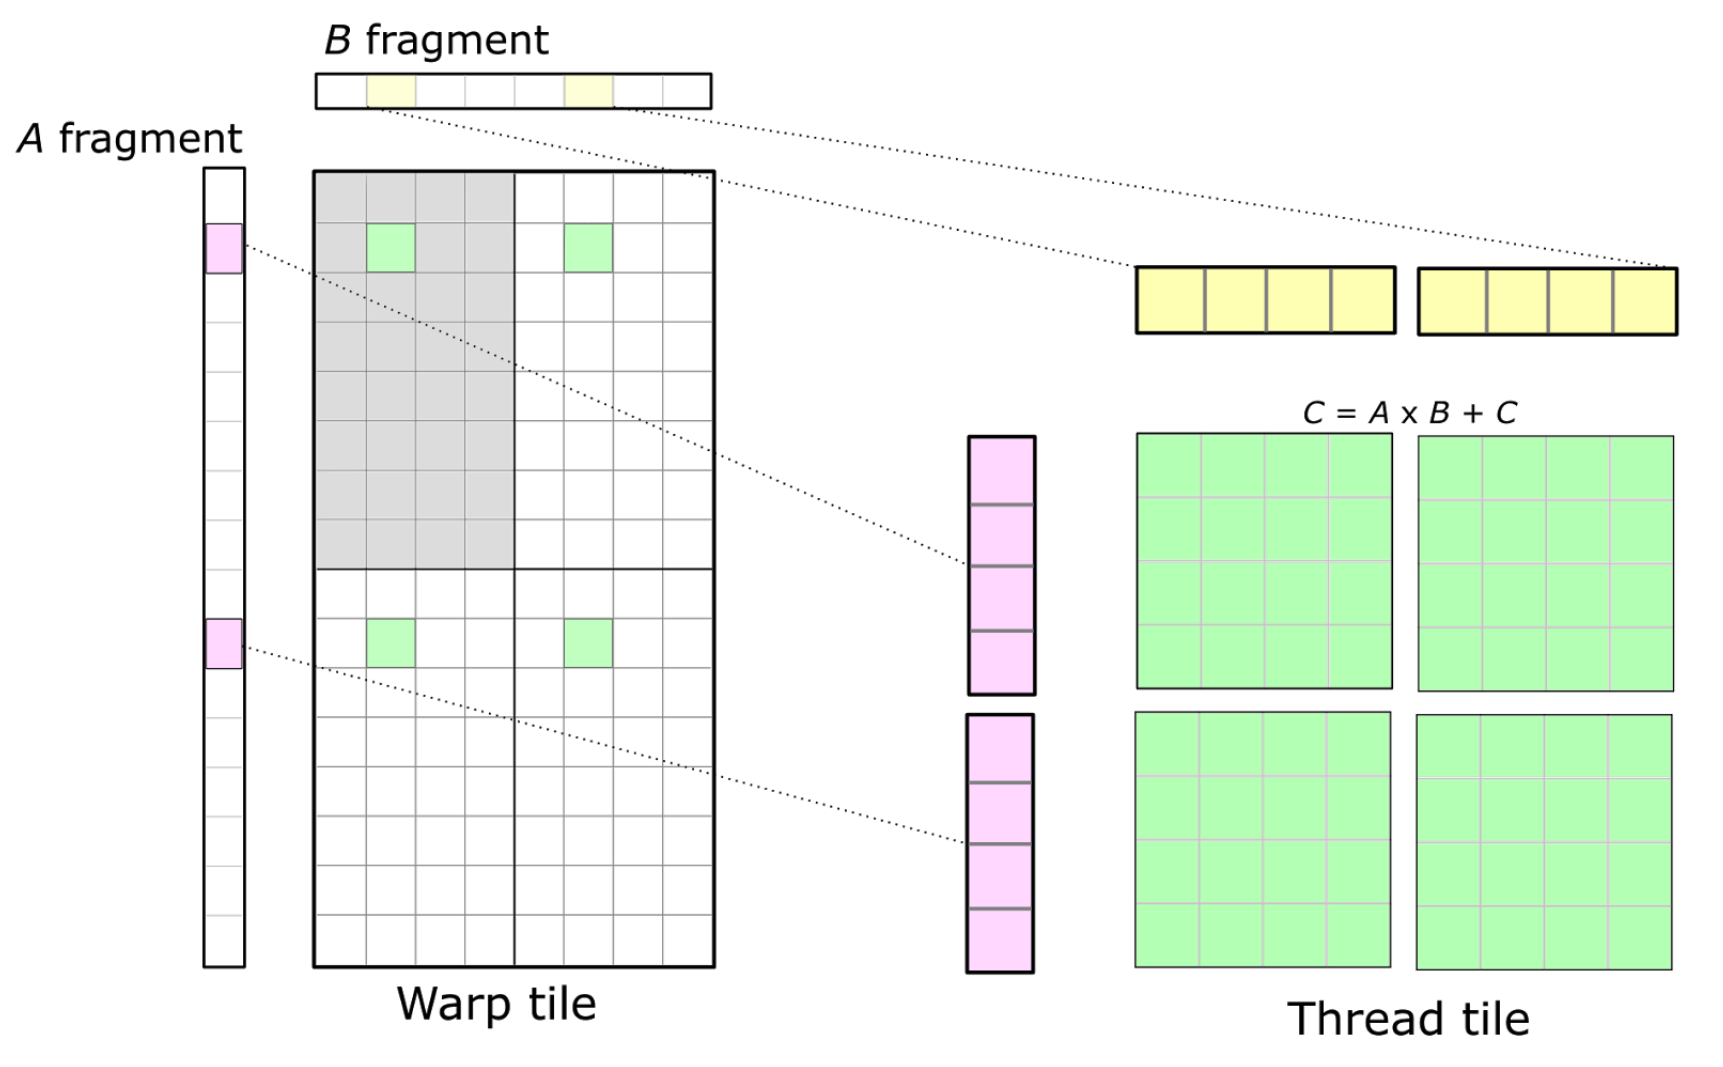 B fragment
A fragment
C = A x B + C
Warp tile
Thread tile